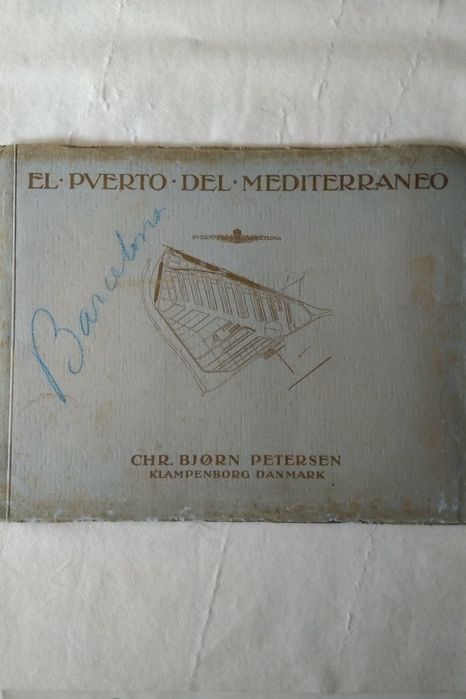 EL·PVERTO·DEL·MEDITERRANEO
Barcelona
CHR. BJØRN PETERSEN
KLAMPENBORG DANMARK